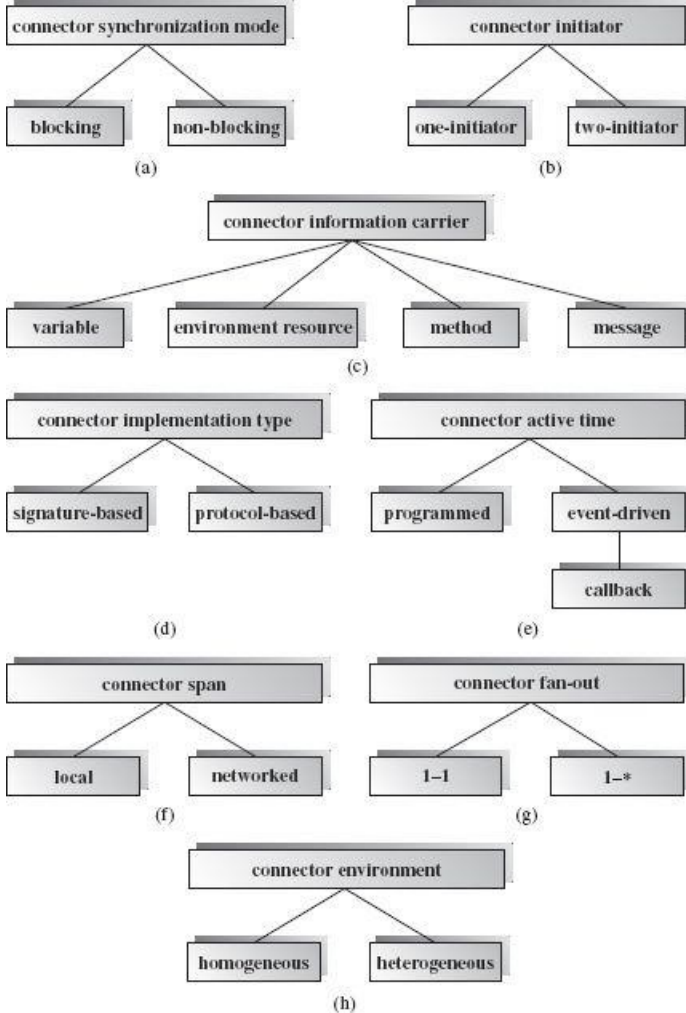 connector synchronization mode
connector initiator
blocking
non-blocking
one-initiator
two-initiator
(a)
(b)
connector information carrier
variable
environment resource
method
message
(c)
connector implementation type
connector active time
signature-based
protocol-based
programmed
event-driven
callback
(d)
(e)
connector span
connector fan-out
local
networked
1–1
1–*
(f)
(g)
connector environment
homogeneous
heterogeneous
(h)